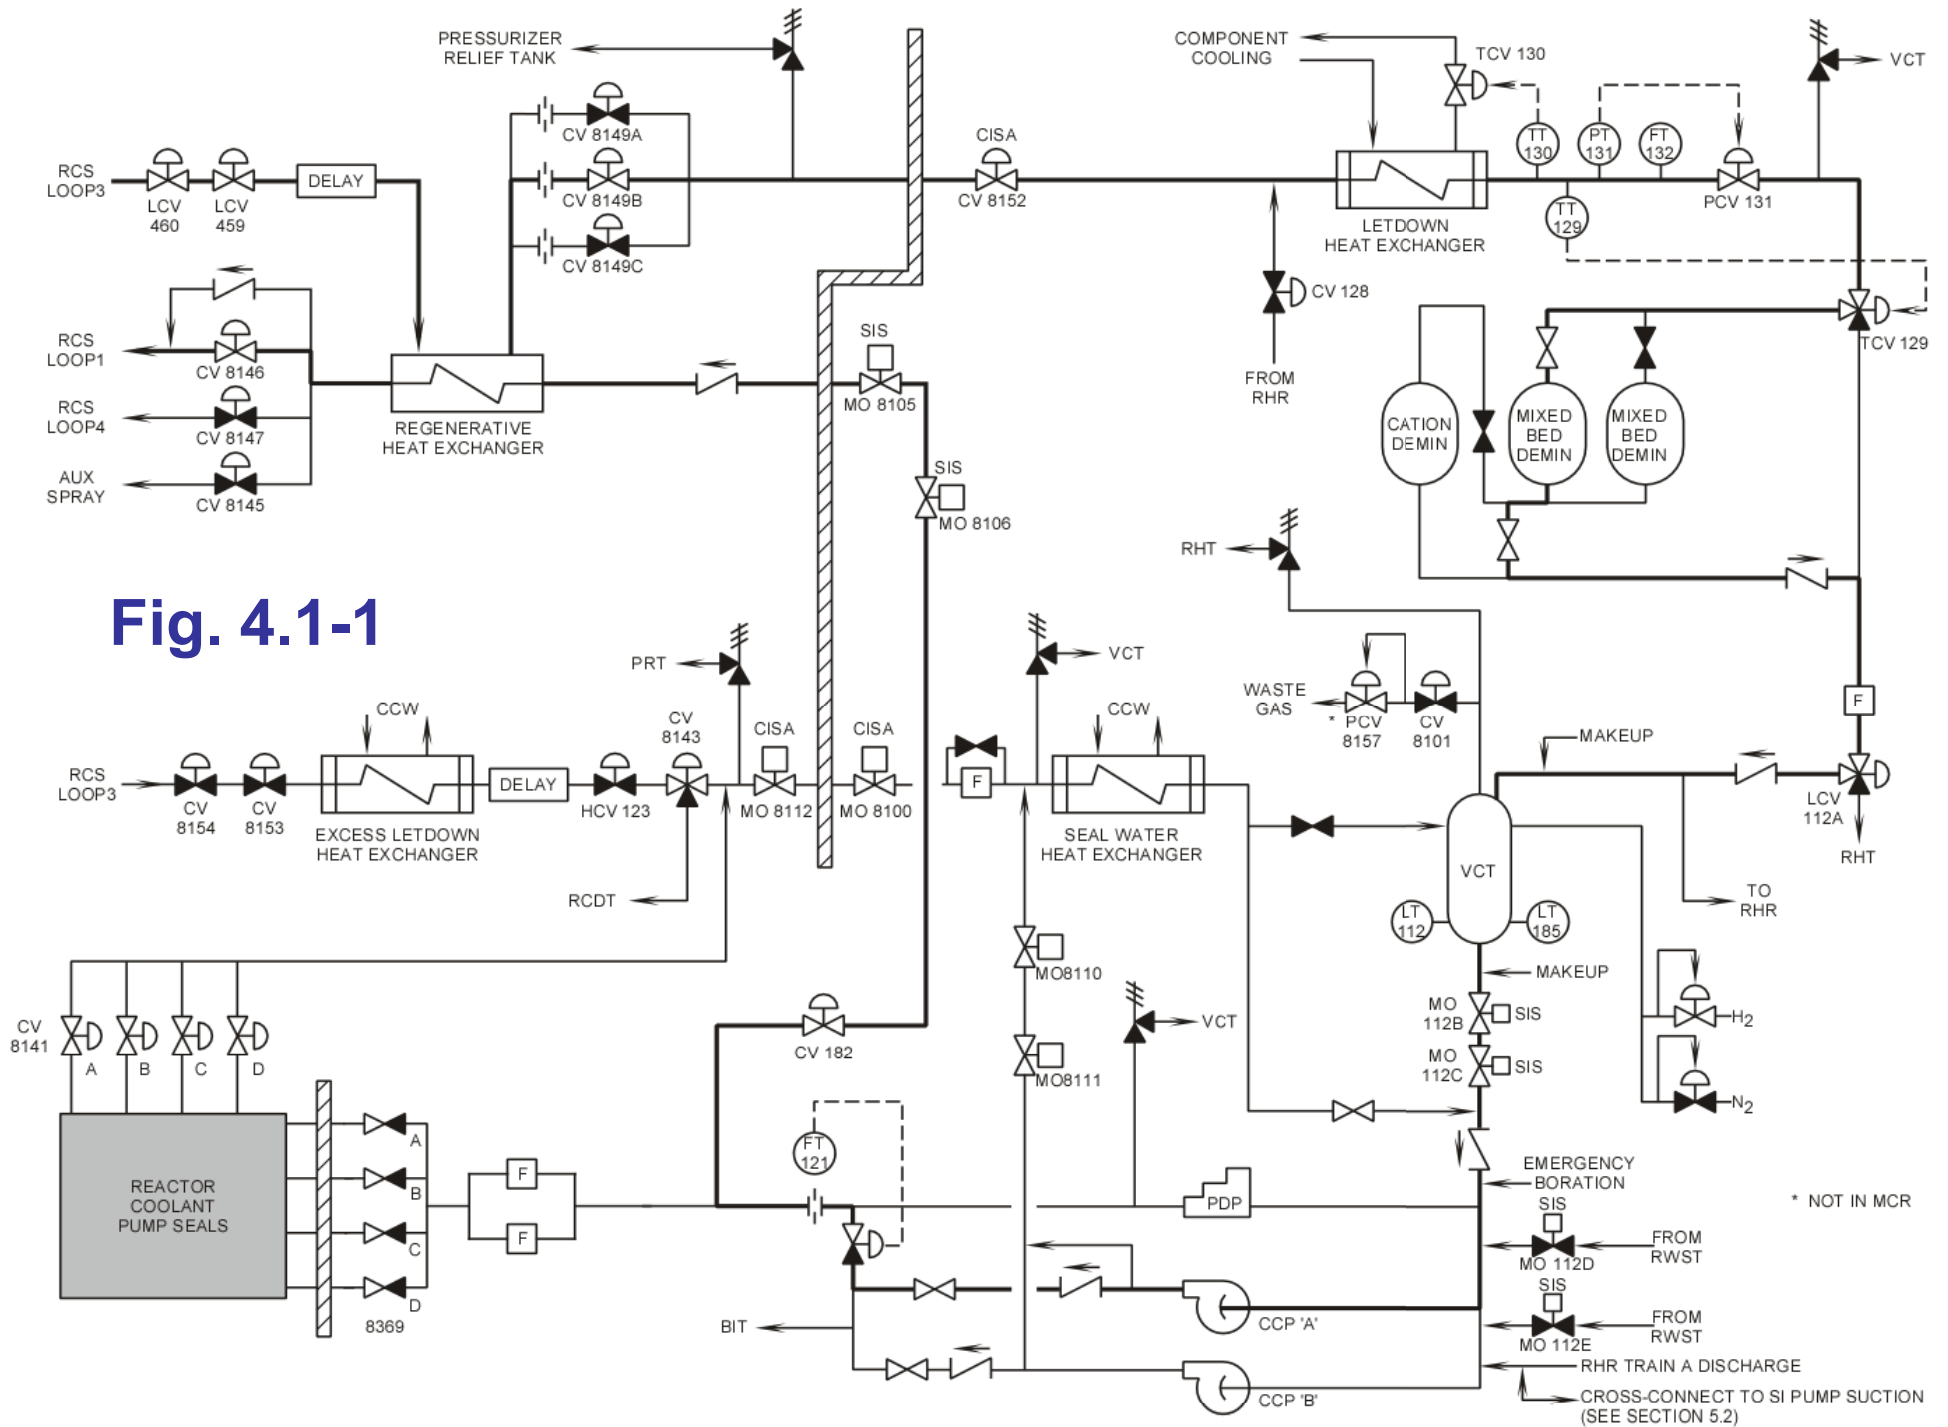 PRESSURIZER
RELIEF TANK
COMPONENT
COOLING
TCV 130
VCT
CV 8149A
CISA
TT
130
PT
131
FT
132
RCS
LOOP3
DELAY
CV 8149B
LCV
460
LCV
459
CV 8152
PCV 131
TT
129
LETDOWN
HEAT EXCHANGER
CV 8149C
CV 128
SIS
TCV 129
RCS
LOOP1
CV 8146
MO 8105
FROM
RHR
RCS
LOOP4
CV 8147
REGENERATIVE
HEAT EXCHANGER
CATION
DEMIN
MIXED
BED
DEMIN
MIXED
BED
DEMIN
AUX
SPRAY
CV 8145
SIS
MO 8106
RHT
Fig. 4.1-1
PRT
VCT
WASTE
GAS
* PCV
8157
CV
8101
F
CCW
CV
8143
CISA
CISA
CCW
MAKEUP
RCS
LOOP3
CV
8154
CV
8153
DELAY
HCV 123
MO 8112
MO 8100
F
LCV
112A
EXCESS LETDOWN
HEAT EXCHANGER
SEAL WATER
HEAT EXCHANGER
RHT
VCT
RCDT
TO
RHR
LT
112
LT
185
MO8110
MAKEUP
MO
112B
SIS
H2
VCT
CV
8141
A
B
C
D
CV 182
MO8111
MO
112C
SIS
N2
FT
121
A
EMERGENCY
BORATION
F
REACTOR
COOLANT
PUMP SEALS
B
PDP
SIS
* NOT IN MCR
C
F
FROM
RWST
MO 112D
D
SIS
8369
BIT
CCP 'A'
FROM
RWST
MO 112E
RHR TRAIN A DISCHARGE
CCP 'B'
CROSS-CONNECT TO SI PUMP SUCTION
(SEE SECTION 5.2)